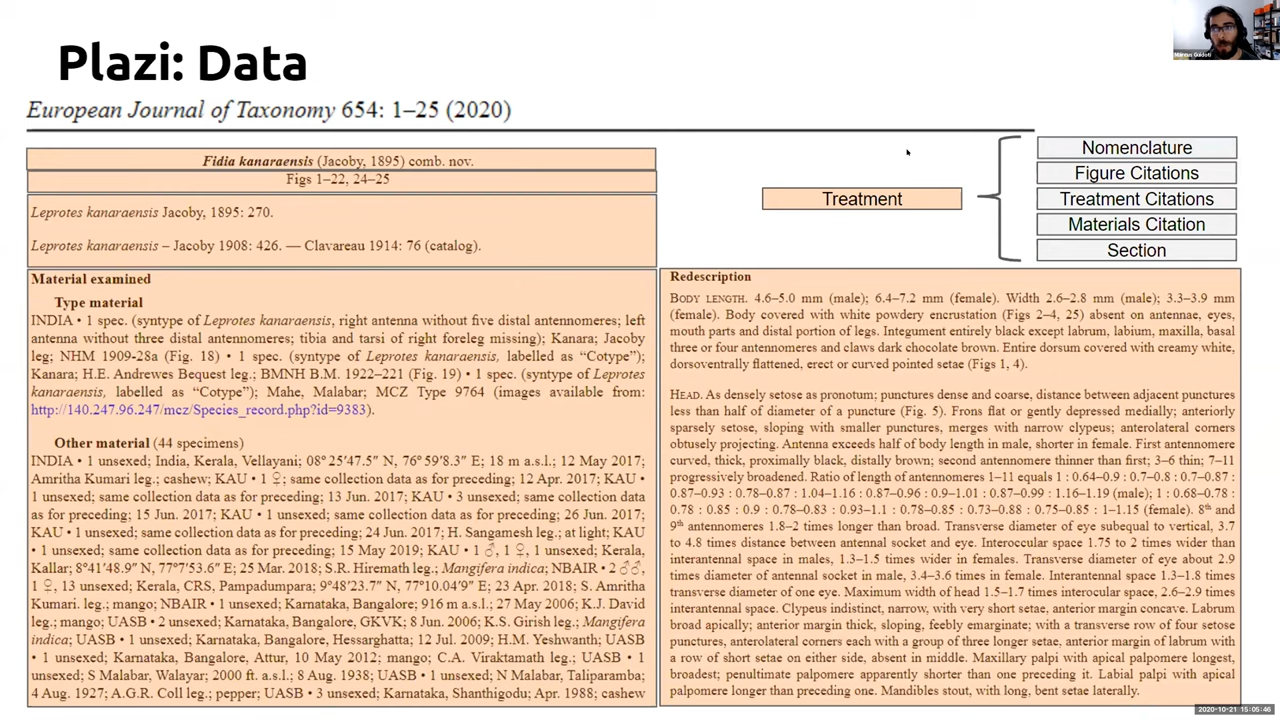 Plazi: Data
European Journal of Taxonomy 654: 1–25 (2020)
Fidia kanaraensis (Jacoby, 1895) comb. nov.
Figs 1–22, 24–25
Leprotes kanaraensis Jacoby, 1895: 270.
Leprotes kanaraensis – Jacoby 1908: 426. — Clavareau 1914: 76 (catalog).
Material examined
Type material
INDIA • 1 spec. (syntype of Leprotes kanaraensis, right antenna without five distal antennomeres; left
antenna without three distal antennomeres; tibia and tarsi of right foreleg missing); Kanara; Jacoby
leg; NHM 1909-28a (Fig. 18) • 1 spec. (syntype of Leprotes kanaraensis, labelled as “Cotype”);
Kanara; H.E. Andrewes Bequest leg.; BMNH B.M. 1922–221 (Fig. 19) • 1 spec. (syntype of Leprotes
kanaraensis, labelled as “Cotype”); Mahe, Malabar; MCZ Type 9764 (images available from:
http://140.247.96.247/mcz/Species_record.php?id=9383).
Other material (44 specimens)
INDIA • 1 unsexed; India, Kerala, Vellayani; 08°25′47.5″ N, 76°59′8.3″ E; 18 m a.s.l.; 12 May 2017;
Amritha Kumari leg.; cashew; KAU • 1 ♀; same collection data as for preceding; 12 Apr. 2017; KAU •
1 unsexed; same collection data as for preceding; 13 Jun. 2017; KAU • 3 unsexed; same collection data
as for preceding; 15 Jun. 2017; KAU • 1 unsexed; same collection data as for preceding; 26 Jun. 2017;
KAU • 1 unsexed; same collection data as for preceding; 24 Jun. 2017; H. Sangamesh leg.; at light; KAU
• 1 unsexed; same collection data as for preceding; 15 May 2019; KAU • 1 ♂, 1 ♀, 1 unsexed; Kerala,
Kallar; 8°41′48.9″ N, 77°7′53.6″ E; 25 Mar. 2018; S.R. Hiremath leg.; Mangifera indica; NBAIR • 2 ♂♂,
1 ♀, 13 unsexed; Kerala, CRS, Pampadumpara; 9°48′23.7″ N, 77°10.04′9″ E; 23 Apr. 2018; S. Amritha
Kumari. leg.; mango; NBAIR • 1 unsexed; Karnataka, Bangalore; 916 m a.s.l.; 27 May 2006; K.J. David
leg.; mango; UASB • 2 unsexed; Karnataka, Bangalore, GKVK; 8 Jun. 2006; K.S. Girish leg.; Mangifera
indica; UASB • 1 unsexed; Karnataka, Bangalore, Hessarghatta; 12 Jul. 2009; H.M. Yeshwanth; UASB
• 1 unsexed; Karnataka, Bangalore, Attur, 10 May 2012; mango; C.A. Viraktamath leg.; UASB • 1
unsexed; S Malabar, Walayar; 2000 ft. a.s.l.; 8 Aug. 1938; UASB • 1 unsexed; N Malabar, Taliparamba;
4 Aug. 1927; A.G.R. Coll leg.; pepper; UASB • 3 unsexed; Karnataka, Shanthigodu; Apr. 1988; cashew
Treatment
Nomenclature
Figure Citations
Treatment Citations
Materials Citation
Section
Redescription
BODY LENGTH. 4.6–5.0 mm (male); 6.4–7.2 mm (female). Width 2.6–2.8 mm (male); 3.3–3.9 mm
(female). Body covered with white powdery encrustation (Figs 2–4, 25) absent on antennae, eyes,
mouth parts and distal portion of legs. Integument entirely black except labrum, labium, maxilla, basal
three or four antennomeres and claws dark chocolate brown. Entire dorsum covered with creamy white,
dorsoventrally flattened, erect or curved pointed setae (Figs 1, 4).
HEAD. As densely setose as pronotum; punctures dense and coarse, distance between adjacent punctures
less than half of diameter of a puncture (Fig. 5). Frons flat or gently depressed medially; anteriorly
sparsely setose, sloping with smaller punctures, merges with narrow clypeus; anterolateral corners
obtusely projecting. Antenna exceeds half of body length in male, shorter in female. First antennomere
curved, thick, proximally black, distally brown; second antennomere thinner than first; 3–6 thin; 7–11
progressively broadened. Ratio of length of antennomeres 1–11 equals 1 : 0.64–0.9 : 0.7–0.8 : 0.7–0.87 :
0.87–0.93 : 0.78–0.87 : 1.04–1.16 : 0.87–0.96 : 0.9–1.01 : 0.87–0.99 : 1.16–1.19 (male); 1 : 0.68–0.78 :
0.78 : 0.85 : 0.9 : 0.78–0.83 : 0.93–1.1 : 0.78–0.85 : 0.73–0.88 : 0.75–0.85 : 1–1.15 (female). 8th and
9th antennomeres 1.8–2 times longer than broad. Transverse diameter of eye subequal to vertical, 3.7
to 4.8 times distance between antennal socket and eye. Interoccular space 1.75 to 2 times wider than
interantennal space in males, 1.3–1.5 times wider in females. Transverse diameter of eye about 2.9
times diameter of antennal socket in male, 3.4–3.6 times in female. Interantennal space 1.3–1.8 times
transverse diameter of one eye. Maximum width of head 1.5–1.7 times interocular space, 2.6–2.9 times
interantennal space. Clypeus indistinct, narrow, with very short setae, anterior margin concave. Labrum
broad apically; anterior margin thick, sloping, feebly emarginate; with a transverse row of four setose
punctures, anterolateral corners each with a group of three longer setae, anterior margin of labrum with
a row of short setae on either side, absent in middle. Maxillary palpi with apical palpomere longest,
broadest; penultimate palpomere apparently shorter than one preceding it. Labial palpi with apical
palpomere longer than preceding one. Mandibles stout, with long, bent setae laterally.
Marcus Guidoti
2020-10-21 15:05:46